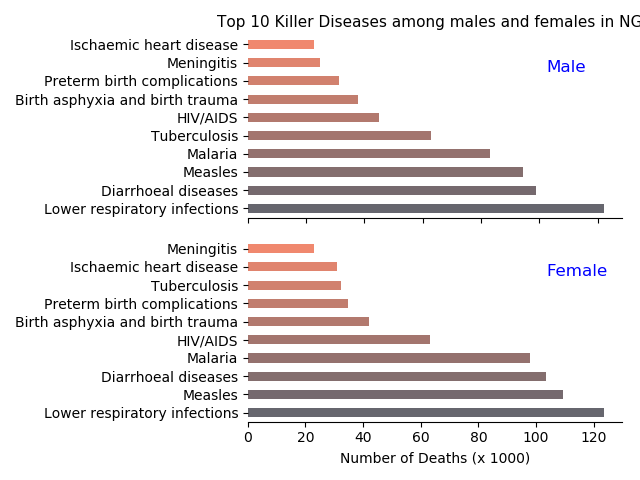 Top 10 Killer Diseases among males and females in NG
Ischaemic heart disease
Meningitis
Male
Preterm birth complications
Birth asphyxia and birth trauma
HIV/AIDS
Tuberculosis
Malaria
Measles
Diarrhoeal diseases
Lower respiratory infections
Meningitis
Ischaemic heart disease
Female
Tuberculosis
Preterm birth complications
Birth asphyxia and birth trauma
HIV/AIDS
Malaria
Diarrhoeal diseases
Measles
Lower respiratory infections
0 20 40 60 80 100 120
Number of Deaths (x 1000)